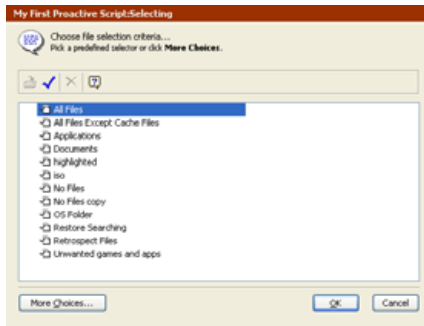 My First Proactive Script:Selecting
Choose file selection criteria...
Pick a predefined selector or click More Choices.
All Files
All Files Except Cache Files
Applications
Documents
highlighted
iso
No Files
No Files copy
OS Folder
Restore Searching
Retrospect Files
Unwanted games and apps
More Choices...
OK
Cancel